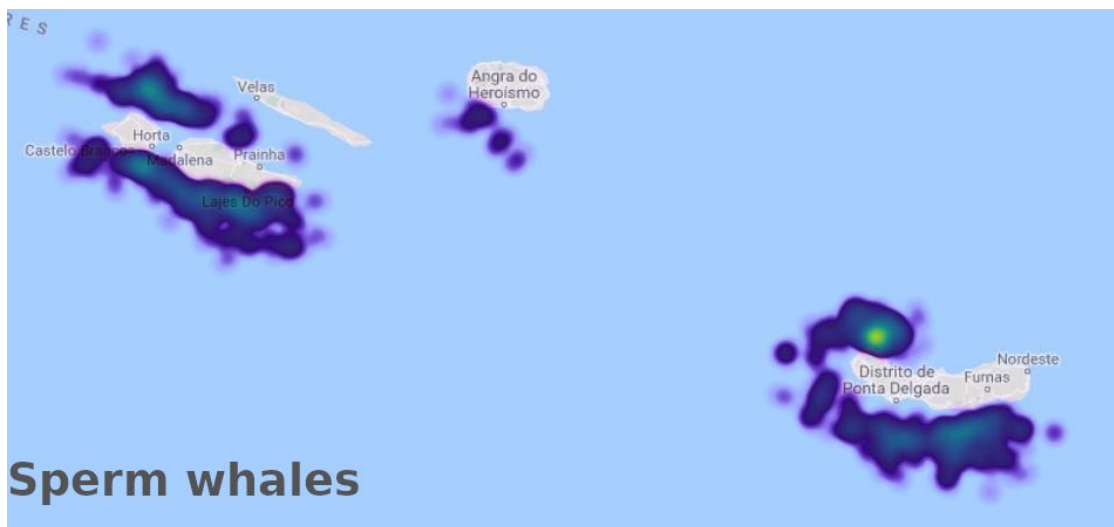 RES
Velas
Angra do
Heroísmo
Horta
Castelo Branco
Madalena
Prainha
Lajes Do Pico
Nordeste
Distrito de
Ponta Delgada
Furnas
Sperm whales